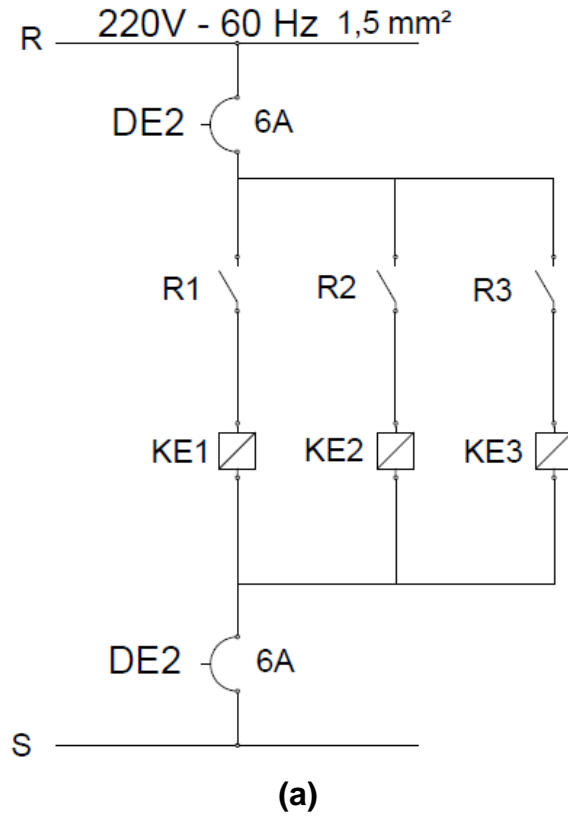 220V - 60 Hz 1,5 mm²
R
DE2 6A
R1 R2 R3
KE1 KE2 KE3
DE2 6A
S
(a)